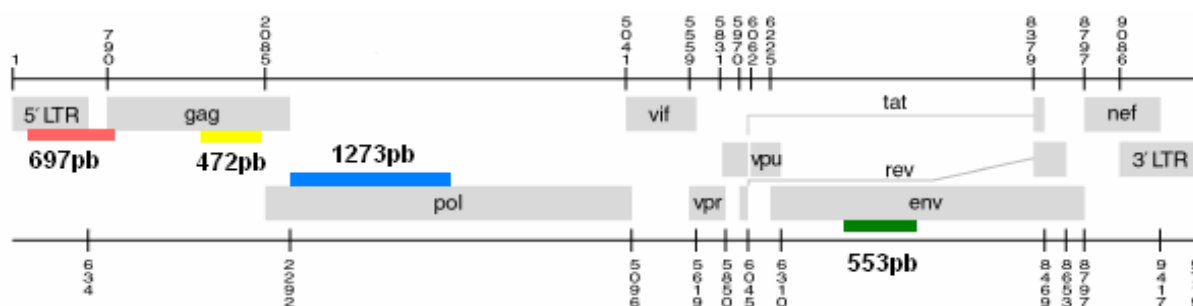 1 790 2085 5041 5559 5831 5970 6062 6225 8379 8797 9086
5´ LTR gag vif tat nef
697pb 472pb 1273pb vpu rev 3´ LTR
pol vpr env
553pb
634 2292 5096 5619 5850 6045 6310 8469 8653 8797 9417